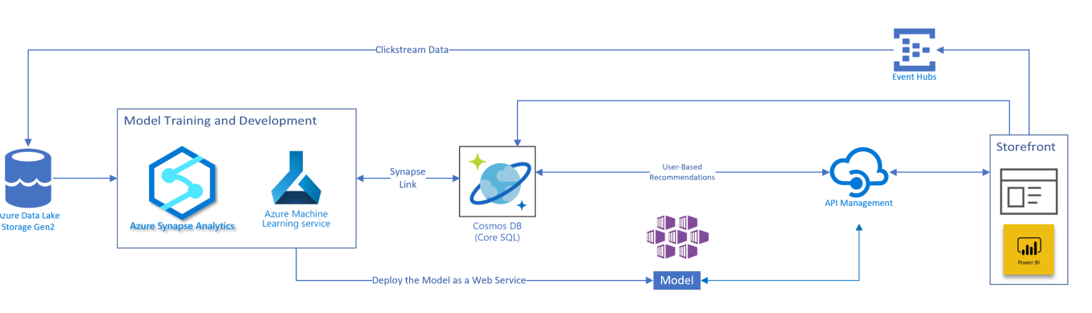 Clickstream Data
Event Hubs
Model Training and Development
Storefront
Synapse
Link
User-Based
Recommendations
API Management
Azure Data Lake
Storage Gen2
Azure Synapse Analytics
Azure Machine
Learning service
Cosmos DB
(Core SQL)
Power BI
Deploy the Model as a Web Service
Model